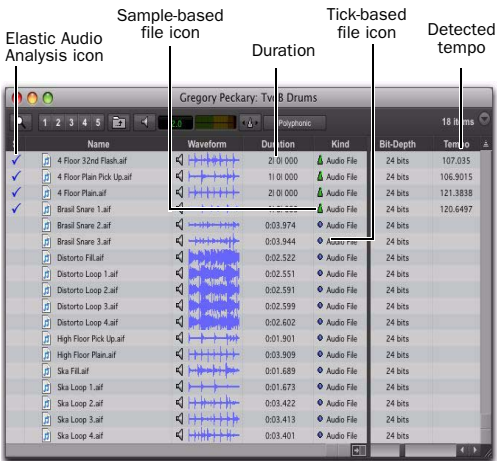 Elastic Audio
Analysis icon
Sample-based
file icon
Duration
Tick-based
file icon
Detected
tempo
Gregory Peckary: Drums
1 2 3 4 5 Polyphonic 18 items
Name Waveform Duration Kind Bit-Depth Tempo
4 Floor 32nd Flash.aif 2| 0| 000 Audio File 24 bits 107.035
4 Floor Plain Pick Up.aif 1| 0| 000 Audio File 24 bits 106.9015
4 Floor Plain.aif 2| 0| 000 Audio File 24 bits 121.3838
Brasil Snare 1.aif Audio File 24 bits 120.6497
Brasil Snare 2.aif 0:03.974 Audio File 24 bits
Brasil Snare 3.aif 0:03.944 Audio File 24 bits
Distorto Fill.aif 0:02.522 Audio File 24 bits
Distorto Loop 1.aif 0:02.551 Audio File 24 bits
Distorto Loop 2.aif 0:02.591 Audio File 24 bits
Distorto Loop 3.aif 0:02.599 Audio File 24 bits
Distorto Loop 4.aif 0:02.602 Audio File 24 bits
High Floor Pick Up.aif 0:01.901 Audio File 24 bits
High Floor Plain.aif 0:03.909 Audio File 24 bits
Ska Fill.aif 0:01.689 Audio File 24 bits
Ska Loop 1.aif 0:01.673 Audio File 24 bits
Ska Loop 2.aif 0:03.422 Audio File 24 bits
Ska Loop 3.aif 0:03.413 Audio File 24 bits
Ska Loop 4.aif 0:03.401 Audio File 24 bits